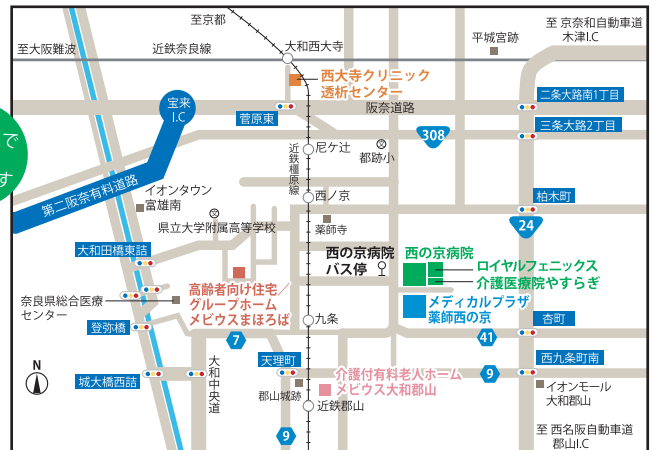 至京都
至大阪難波
近鉄奈良線
大和西大寺
平城宮跡
至 京奈和自動車道
木津I.C
西大寺クリニック
透析センター
宝来
I.C
菅原東
阪奈道路
二条大路南1丁目
三条大路2丁目
308
で
す
近鉄橿原線
尼ケ辻
都跡小
第二阪奈有料道路
イオンタウン
富雄南
西ノ京
柏木町
24
県立大学附属高等学校
薬師寺
大和田橋東詰
西の京病院
バス停
西の京病院
ロイヤルフェニックス
介護医療院やすらぎ
高齢者向け住宅／
グループホーム
メビウスまほろば
奈良県総合医療
センター
メディカルプラザ
薬師西の京
登弥橋
九条
杏町
7
41
天理町
西九条町南
N
城大橋西詰
大和中央道
郡山城跡
介護付有料老人ホーム
メビウス大和郡山
9
イオンモール
大和郡山
近鉄郡山
9
至 西名阪自動車道
郡山I.C